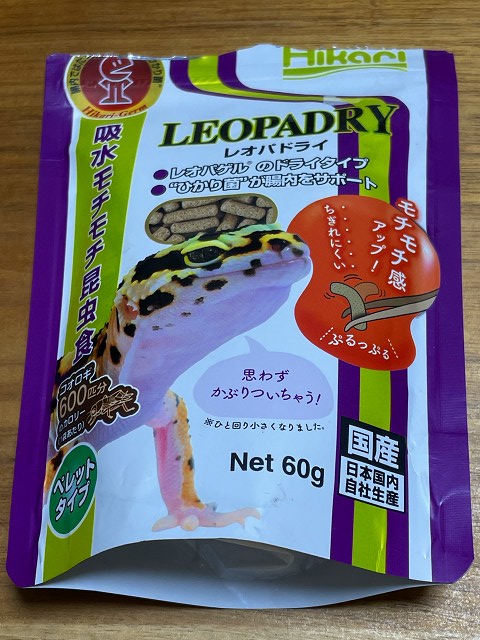 Hikari
Hikari-Germ
LEOPADRY
レオパドライ
●レオパゲル®のドライタイプ
●“ひかり菌”が腸内をサポート
吸水モチモチ昆虫食
モチモチ感
アップ!
ちぎれにくい
ぷるっぷる
思わず
かぶりついちゃう!
※ひと回り小さくなりました。
コオロギ
600匹分
ペレット
タイプ
Net 60g
国産
日本国内
自社生産